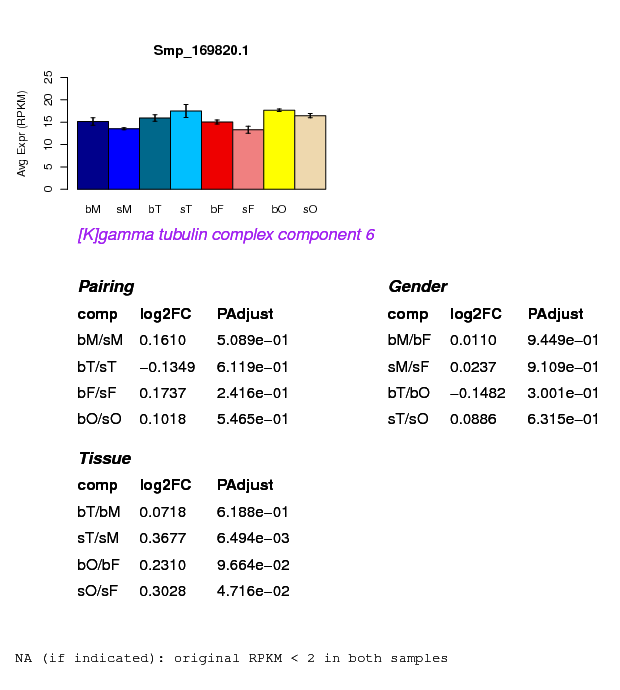 Smp_169820.1
Avg Expr (RPKM)
25
20
15
10
5
0
bM sM bT sT bF sF bO sO
[K]gamma tubulin complex component 6
Pairing
comp log2FC PAdjust
bM/sM 0.1610 5.089e−01
bT/sT −0.1349 6.119e−01
bF/sF 0.1737 2.416e−01
bO/sO 0.1018 5.465e−01
Gender
comp log2FC PAdjust
bM/bF 0.0110 9.449e−01
sM/sF 0.0237 9.109e−01
bT/bO −0.1482 3.001e−01
sT/sO 0.0886 6.315e−01
Tissue
comp log2FC PAdjust
bT/bM 0.0718 6.188e−01
sT/sM 0.3677 6.494e−03
bO/bF 0.2310 9.664e−02
sO/sF 0.3028 4.716e−02
NA (if indicated): original RPKM < 2 in both samples